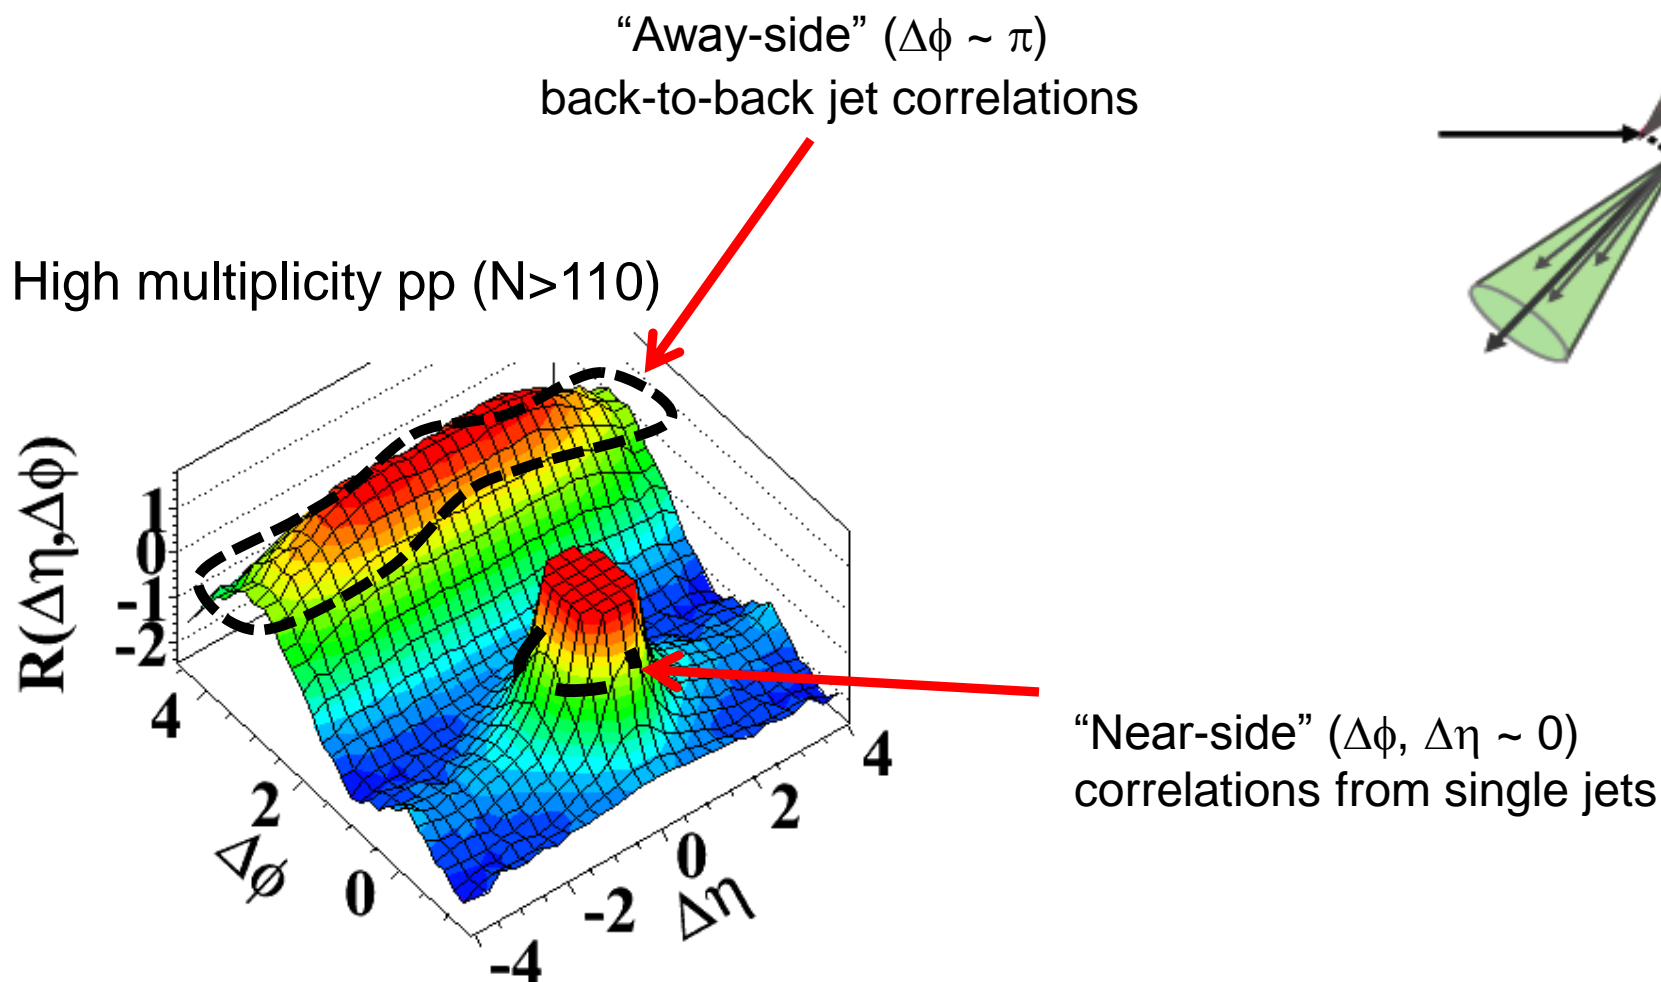 “Away-side” (Δϕ ~ π)
back-to-back jet correlations
High multiplicity pp (N>110)
R(Δη,Δϕ)
1
0
-1
-2
4
2
0
Δϕ
-4
-2
0
2
4
Δη
“Near-side” (Δϕ, Δη ~ 0)
correlations from single jets